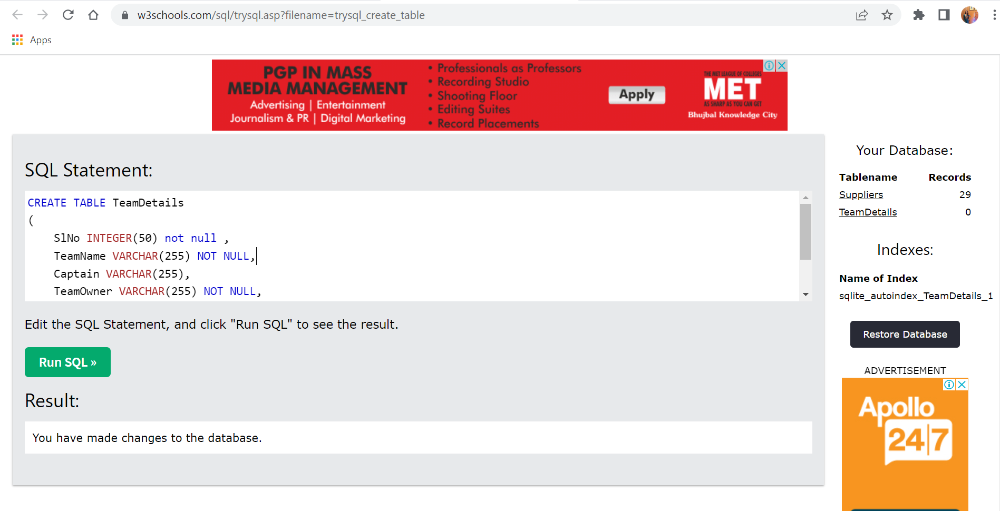 w3schools.com/sql/trysql.asp?filename=trysql_create_table
Apps
PGP IN MASS
MEDIA MANAGEMENT
Advertising | Entertainment
Journalism & PR | Digital Marketing
• Professionals as Professors
• Recording Studio
• Shooting Floor
• Editing Suites
• Record Placements
Apply
THE MET LEAGUE OF COLLEGES
MET
AS SHARP AS YOU CAN GET
Bhujbal Knowledge City
SQL Statement:
CREATE TABLE TeamDetails
(
SlNo INTEGER(50) not null ,
TeamName VARCHAR(255) NOT NULL,
Captain VARCHAR(255),
TeamOwner VARCHAR(255) NOT NULL,
Edit the SQL Statement, and click "Run SQL" to see the result.
Run SQL »
Result:
You have made changes to the database.
Your Database:
Tablename Records
Suppliers 29
TeamDetails 0
Indexes:
Name of Index
sqlite_autoindex_TeamDetails_1
Restore Database
ADVERTISEMENT
Apollo
24|7